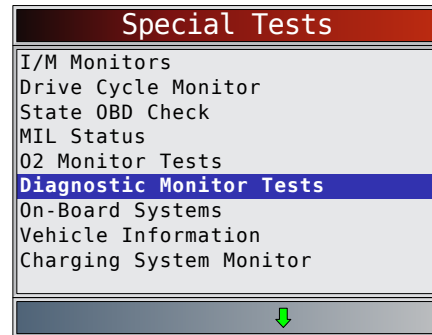 Special Tests
I/M Monitors
Drive Cycle Monitor
State OBD Check
MIL Status
O2 Monitor Tests
Diagnostic Monitor Tests
On-Board Systems
Vehicle Information
Charging System Monitor